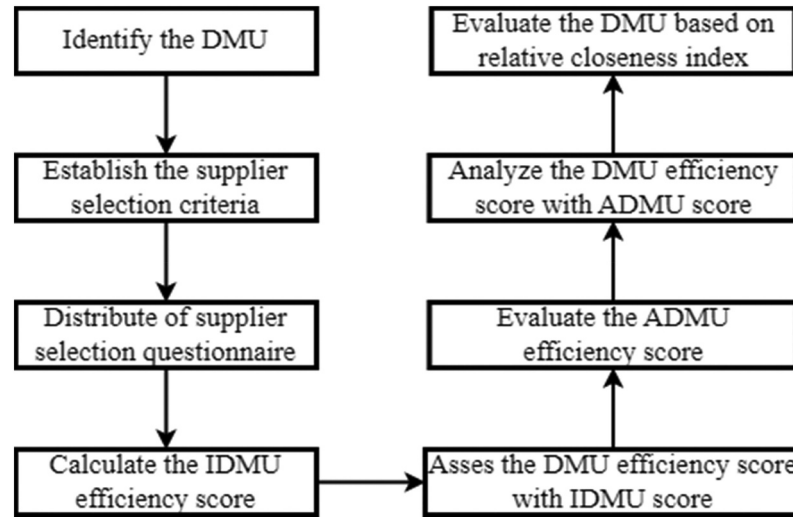 Identify the DMU
Establish the supplier
selection criteria
Distribute of supplier
selection questionnaire
Calculate the IDMU
efficiency score
Asses the DMU efficiency score
with IDMU score
Evaluate the ADMU
efficiency score
Analyze the DMU efficiency
score with ADMU score
Evaluate the DMU based on
relative closeness index